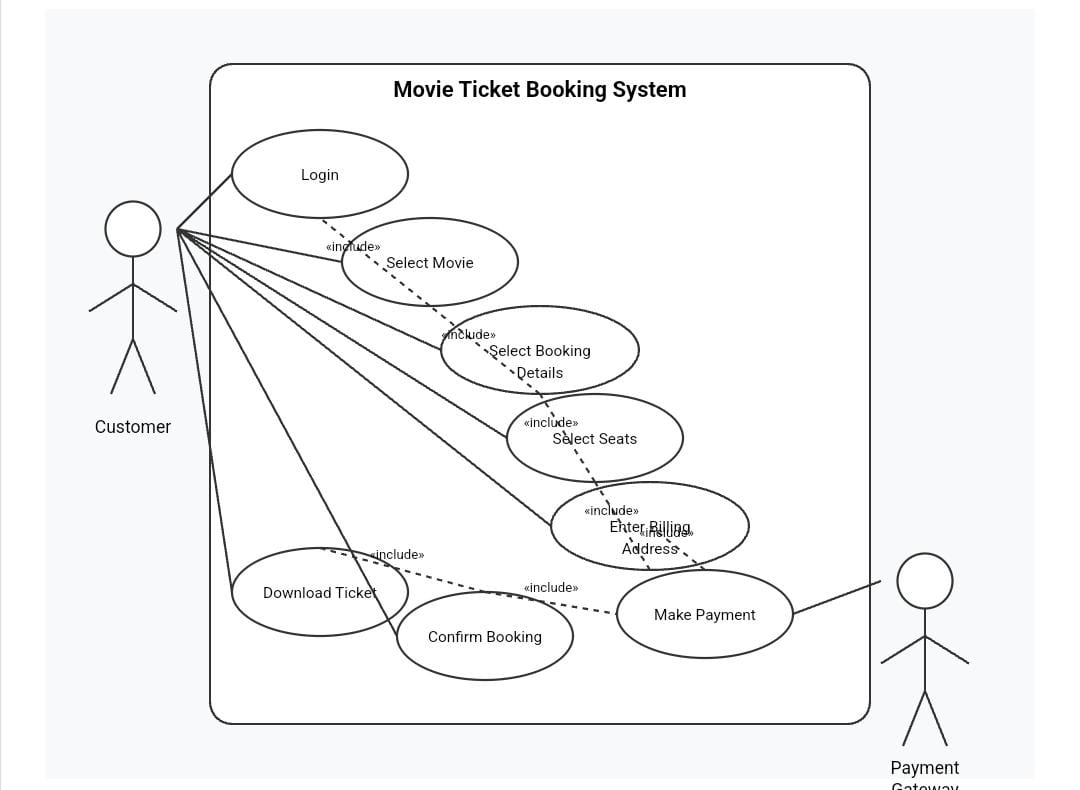 Movie Ticket Booking System
Login
«include»
Select Movie
«include»
Select Booking
Details
«include»
Select Seats
«include»
Enter Billing
«include»
Address
«include»
Download Ticket
«include»
Confirm Booking
Make Payment
Customer
Payment
Gateway